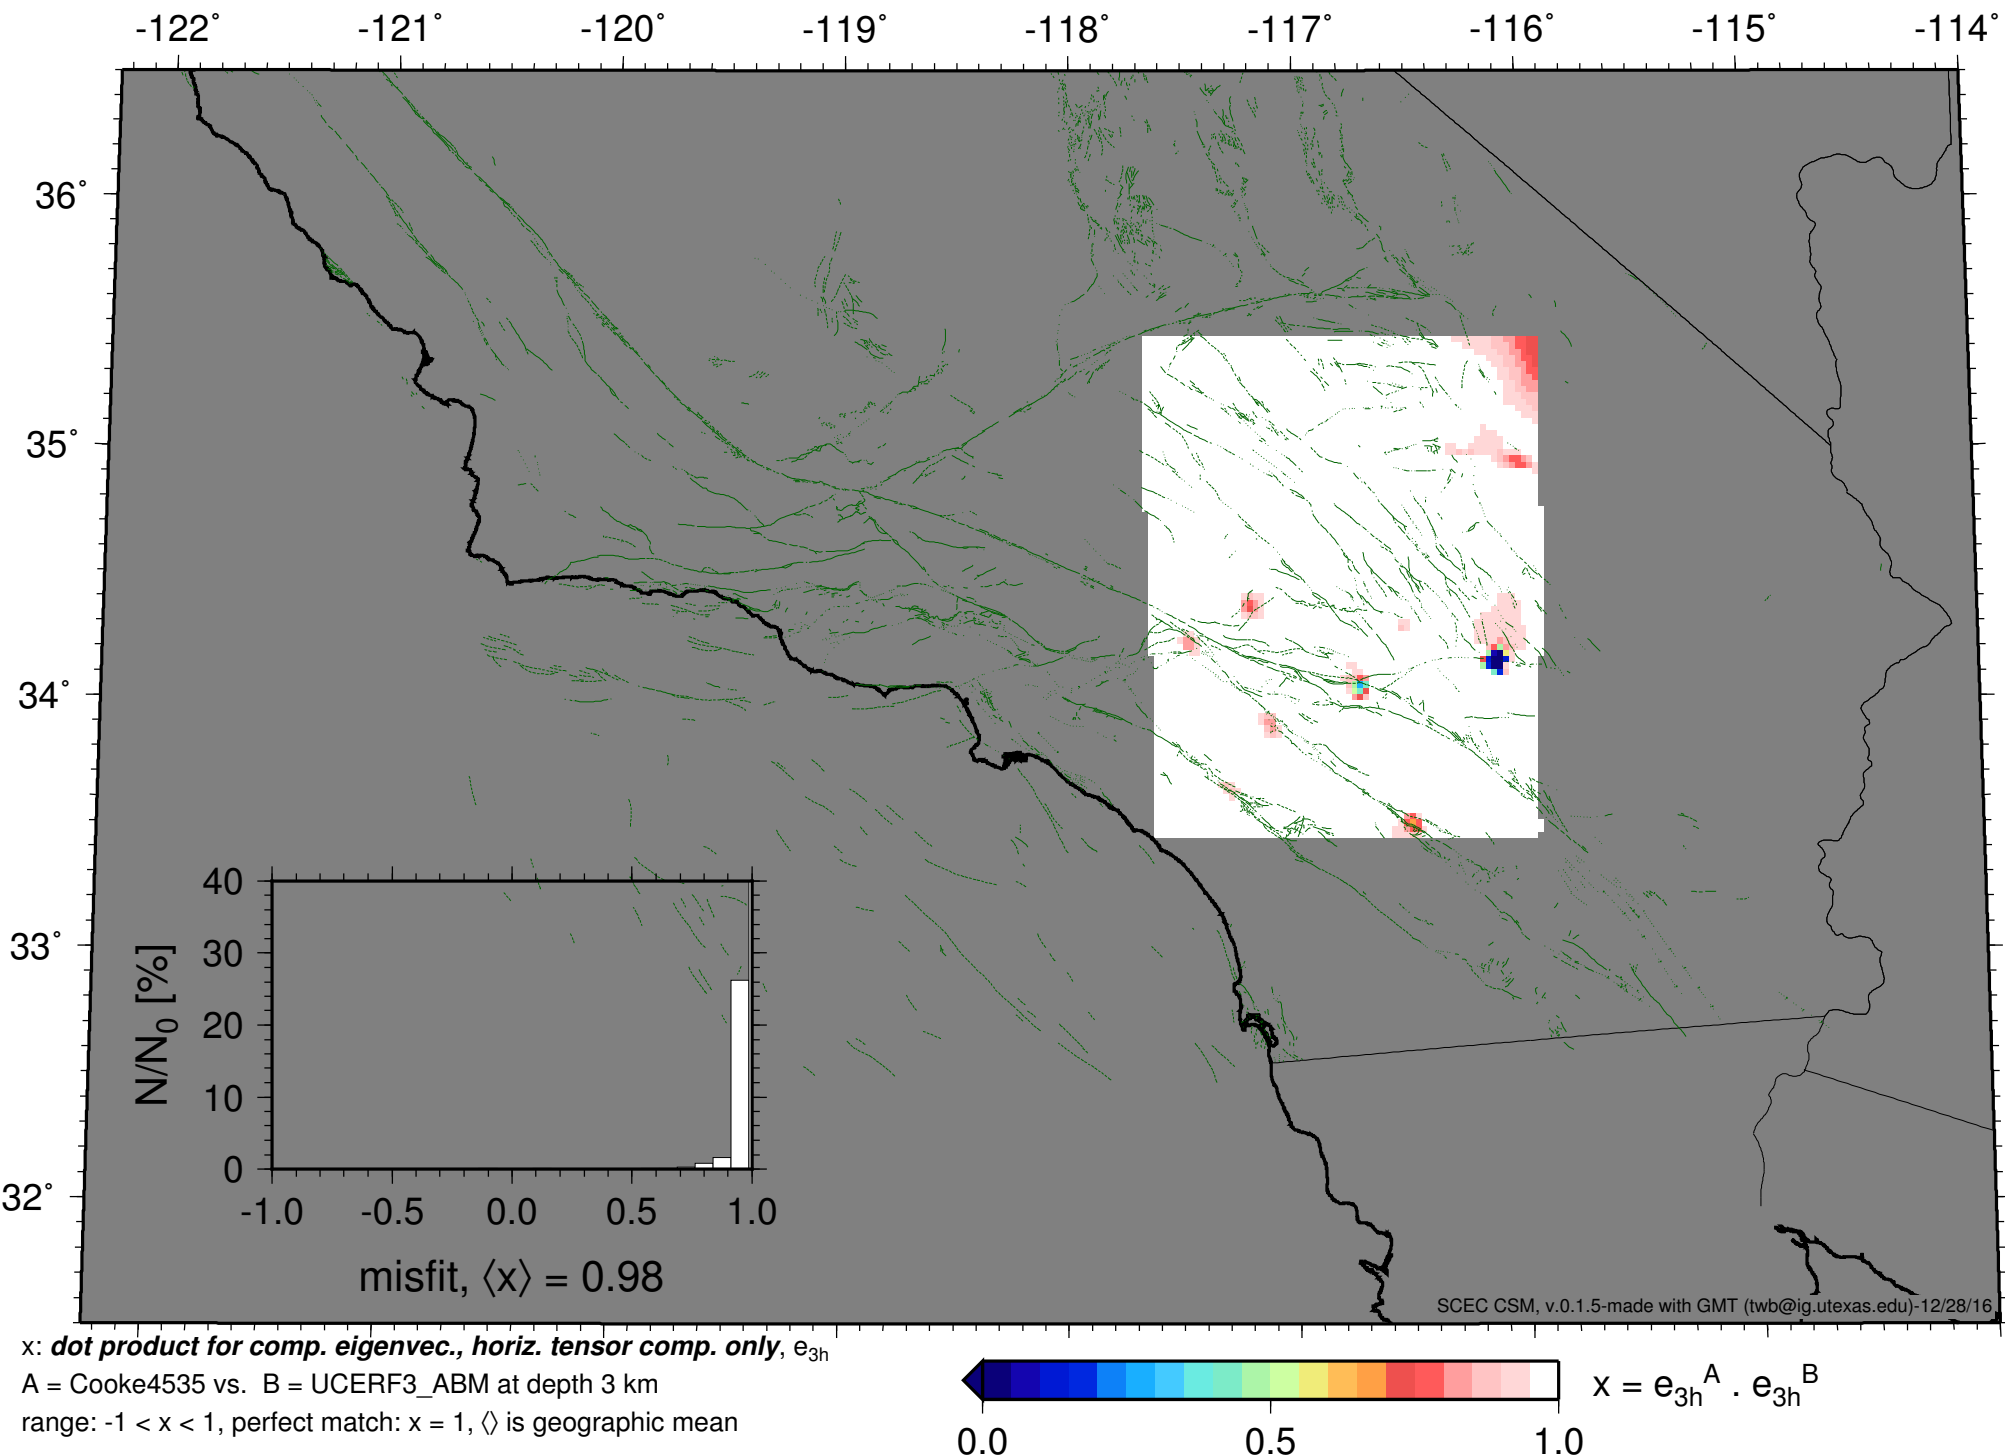 -122˚ -121˚ -120˚ -119˚ -118˚ -117˚ -116˚ -115˚ -114˚
36˚
35˚
34˚
33˚
32˚
40
30
20
10
0
N/N0 [%]
-1.0 -0.5 0.0 0.5 1.0
misfit, ⟨x⟩ = 0.98
SCEC CSM, v.0.1.5-made with GMT (twb@ig.utexas.edu)-12/28/16
x: dot product for comp. eigenvec., horiz. tensor comp. only, e3h
A = Cooke4535 vs. B = UCERF3_ABM at depth 3 km
range: -1 < x < 1, perfect match: x = 1, ⟨⟩ is geographic mean
0.0 0.5 1.0
x = e3hA . e3hB